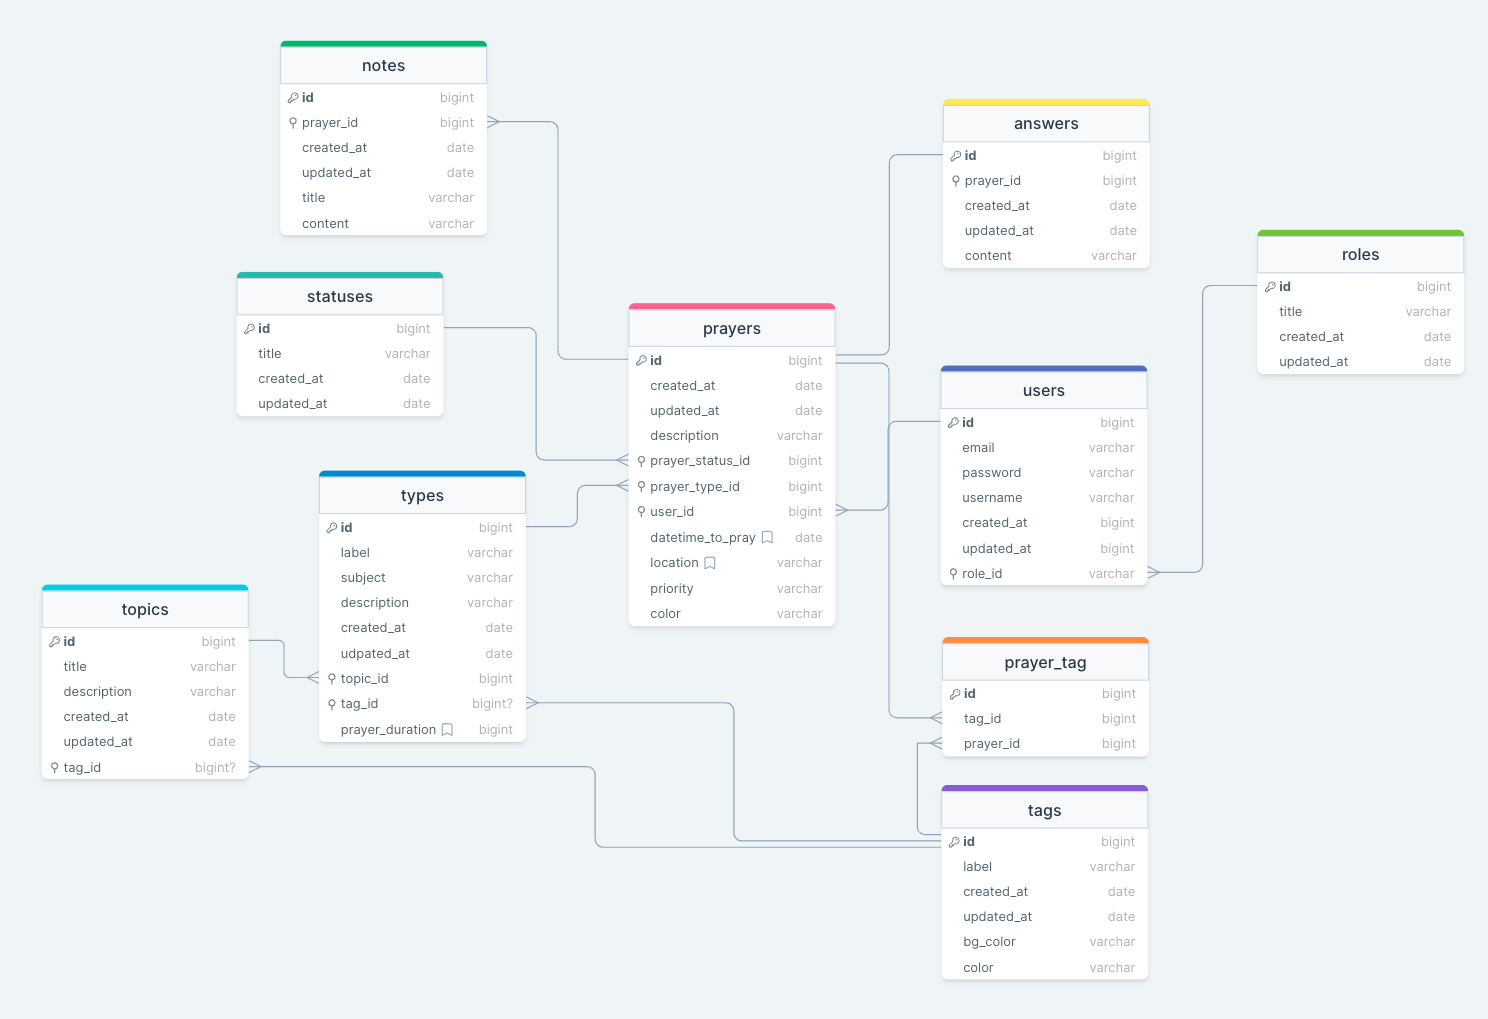 notes
id bigint
prayer_id bigint
created_at date
updated_at date
title varchar
content varchar
answers
id bigint
prayer_id bigint
created_at date
updated_at date
content varchar
roles
id bigint
title varchar
created_at date
updated_at date
statuses
id bigint
title varchar
created_at date
updated_at date
prayers
id bigint
created_at date
updated_at date
description varchar
prayer_status_id bigint
prayer_type_id bigint
user_id bigint
datetime_to_pray date
location varchar
priority varchar
color varchar
users
id bigint
email varchar
password varchar
username varchar
created_at bigint
updated_at bigint
role_id varchar
types
id bigint
label varchar
subject varchar
description varchar
created_at date
udpated_at date
topic_id bigint
tag_id bigint?
prayer_duration bigint
topics
id bigint
title varchar
description varchar
created_at date
updated_at date
tag_id bigint?
prayer_tag
id bigint
tag_id bigint
prayer_id bigint
tags
id bigint
label varchar
created_at date
updated_at date
bg_color varchar
color varchar